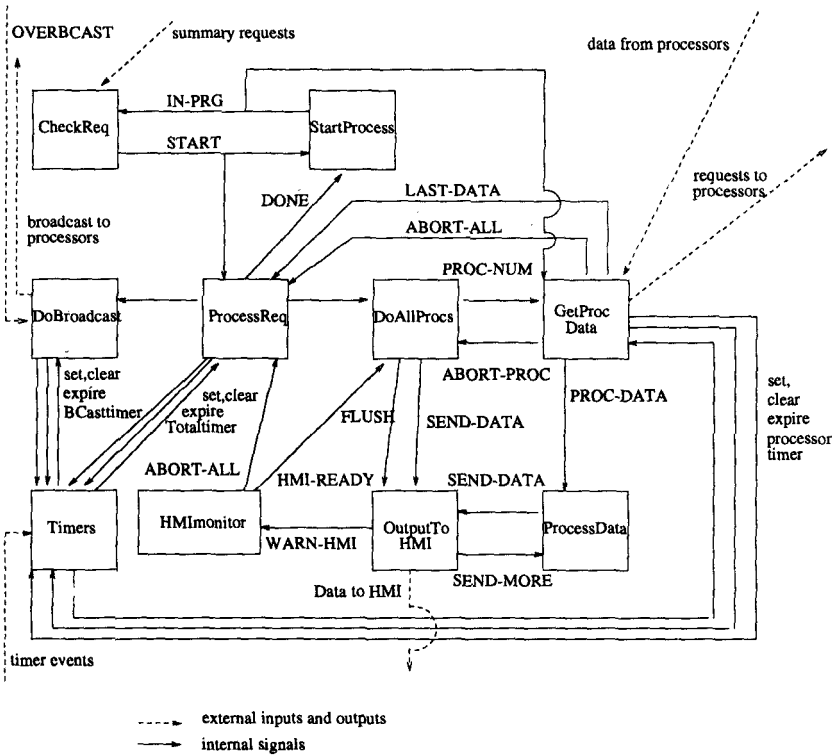 OVERBCAST
summary requests
data from processors
IN-PRG
CheckReq
StartProcess
START
requests to
processors
DONE
LAST-DATA
broadcast to
processors
ABORT-ALL
PROC-NUM
DoBroadcast
ProcessReq
DoAllProcs
GetProc
Data
set,clear
expire
BCasttimer
set,clear
expire
Totaltimer
ABORT-PROC
PROC-DATA
set,
clear
expire
processor
timer
FLUSH
SEND-DATA
ABORT-ALL
HMI-READY
SEND-DATA
Timers
HMImonitor
OutputTo
HMI
ProcessData
WARN-HMI
SEND-MORE
Data to HMI
timer events
external inputs and outputs
internal signals